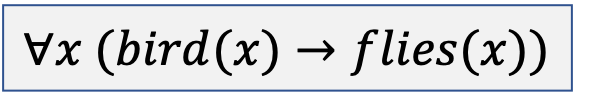 ∀x (bird(x) → flies(x))